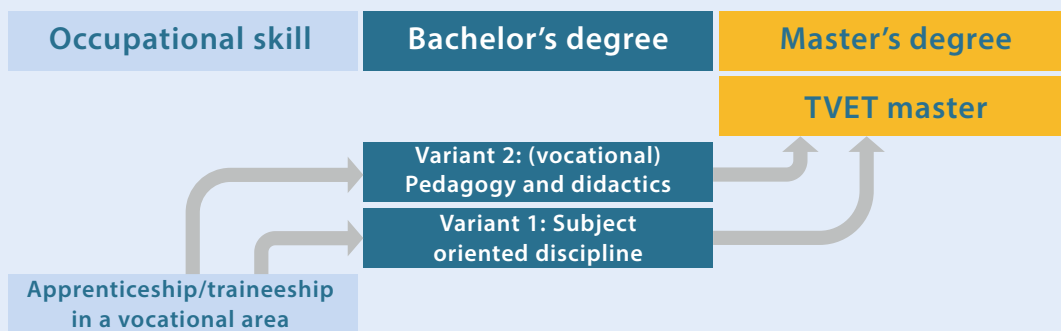 Occupational skill
Bachelor’s degree
Master’s degree
TVET master
Variant 2: (vocational)
Pedagogy and didactics
Variant 1: Subject
oriented discipline
Apprenticeship/traineeship
in a vocational area